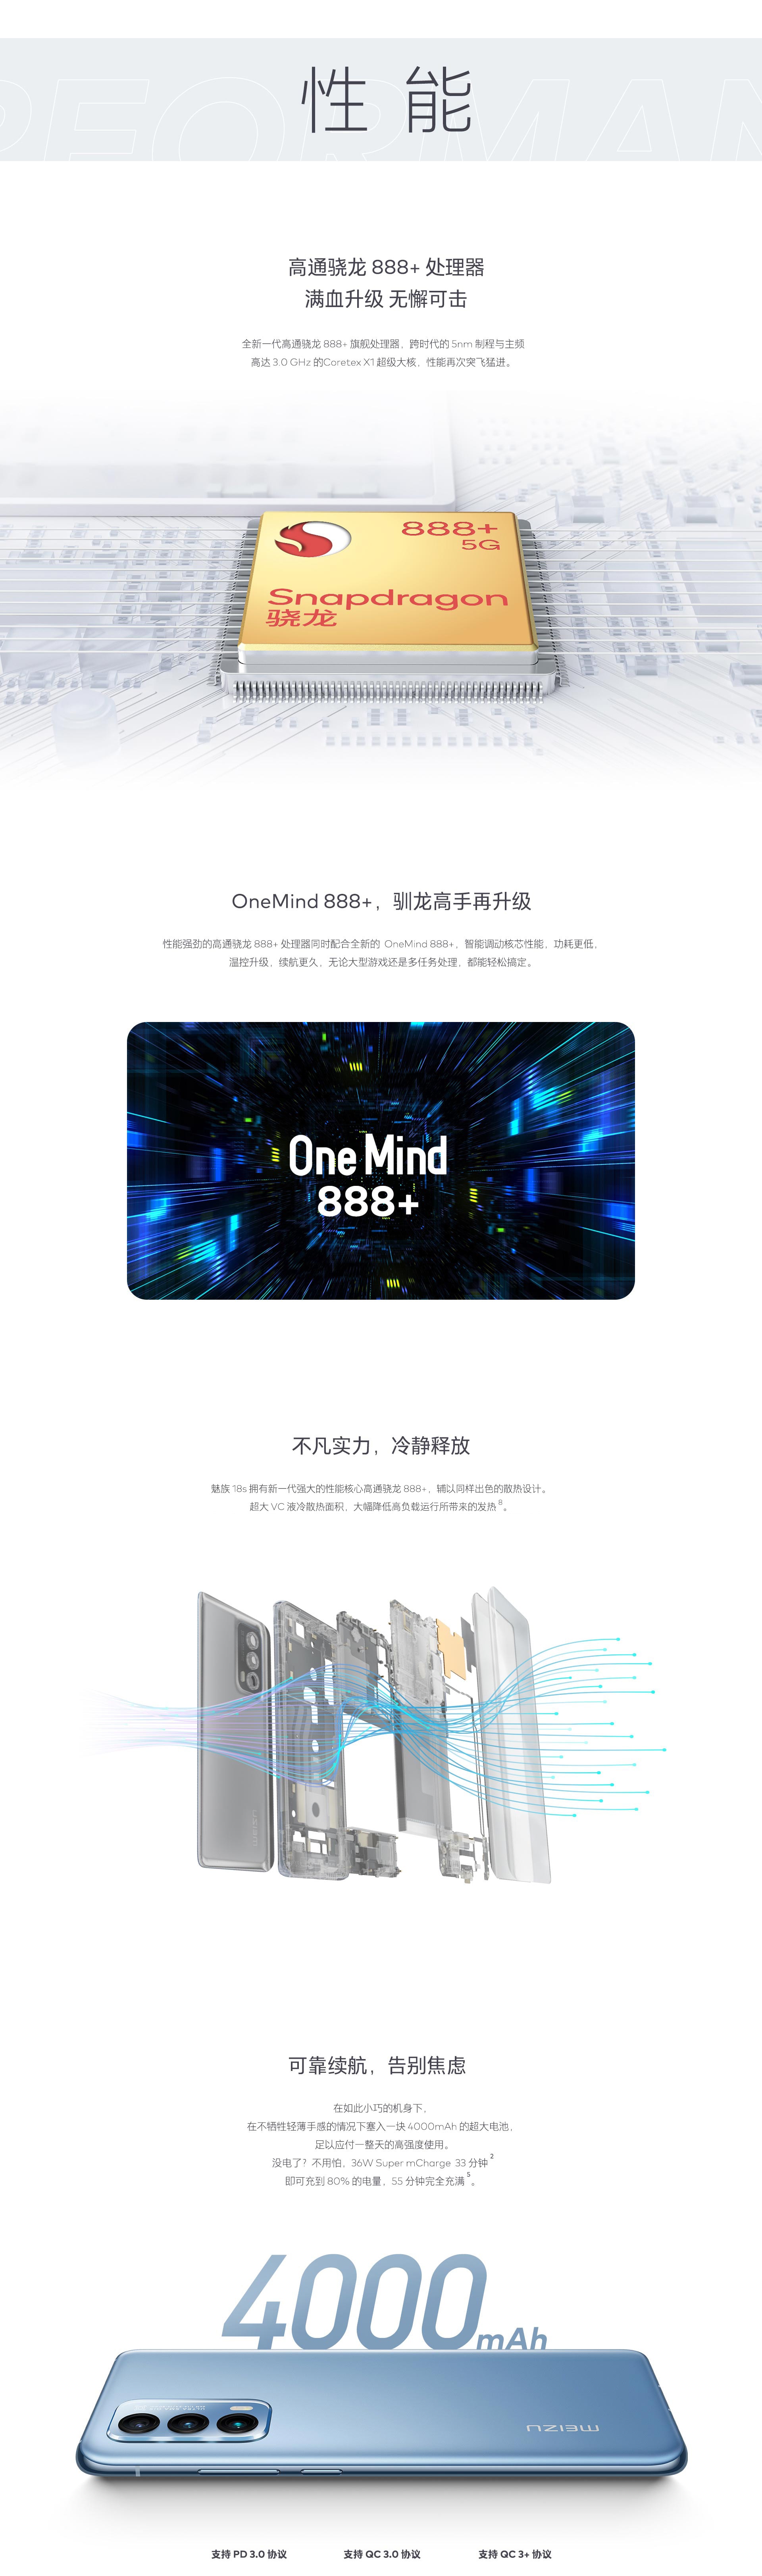 PERFORMAN
性能
高通骁龙 888+ 处理器
满血升级 无懈可击
全新一代高通骁龙 888+ 旗舰处理器，跨时代的 5nm 制程与主频
高达 3.0 GHz 的Coretex X1 超级大核，性能再次突飞猛进。
888+
5G
Snapdragon
骁龙
OneMind 888+，驯龙高手再升级
性能强劲的高通骁龙 888+ 处理器同时配合全新的 OneMind 888+，智能调动核芯性能，功耗更低，
温控升级，续航更久，无论大型游戏还是多任务处理，都能轻松搞定。
One Mind
888+
不凡实力，冷静释放
魅族 18s 拥有新一代强大的性能核心高通骁龙 888+，辅以同样出色的散热设计。
超大 VC 液冷散热面积，大幅降低高负载运行所带来的发热 8。
MEIZU
可靠续航，告别焦虑
在如此小巧的机身下，
在不牺牲轻薄手感的情况下塞入一块 4000mAh 的超大电池，
足以应付一整天的高强度使用。
没电了？不用怕，36W Super mCharge 33 分钟 2
即可充到 80% 的电量，55 分钟完全充满 5。
4000mAh
MEIZU
支持 PD 3.0 协议 支持 QC 3.0 协议 支持 QC 3+ 协议